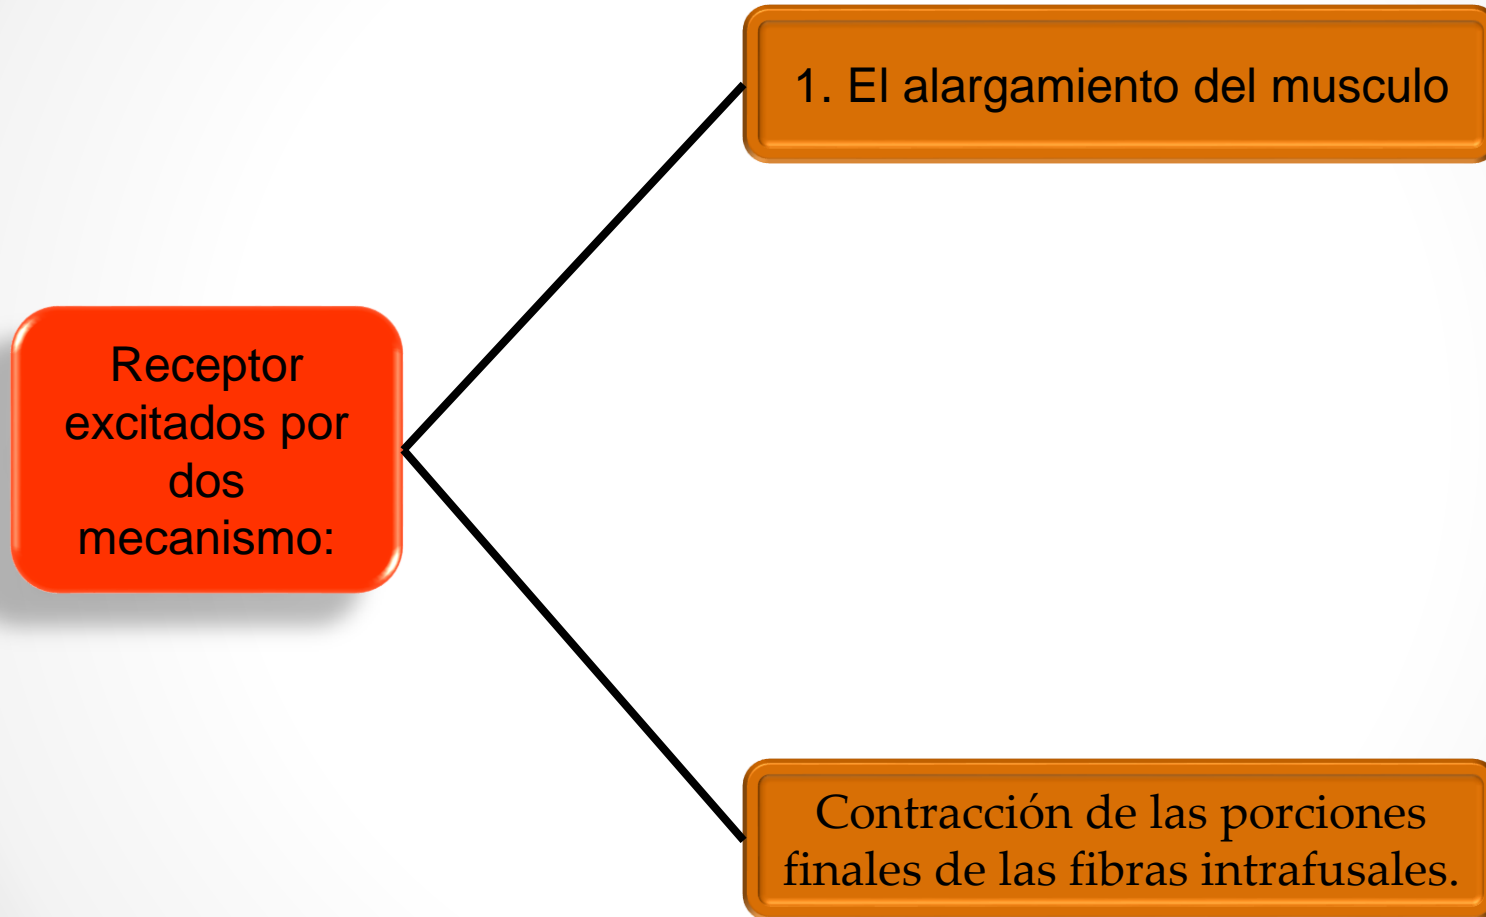 1. El alargamiento del musculo
Receptor
excitados por
dos
mecanismo:
Contracción de las porciones
finales de las fibras intrafusales.